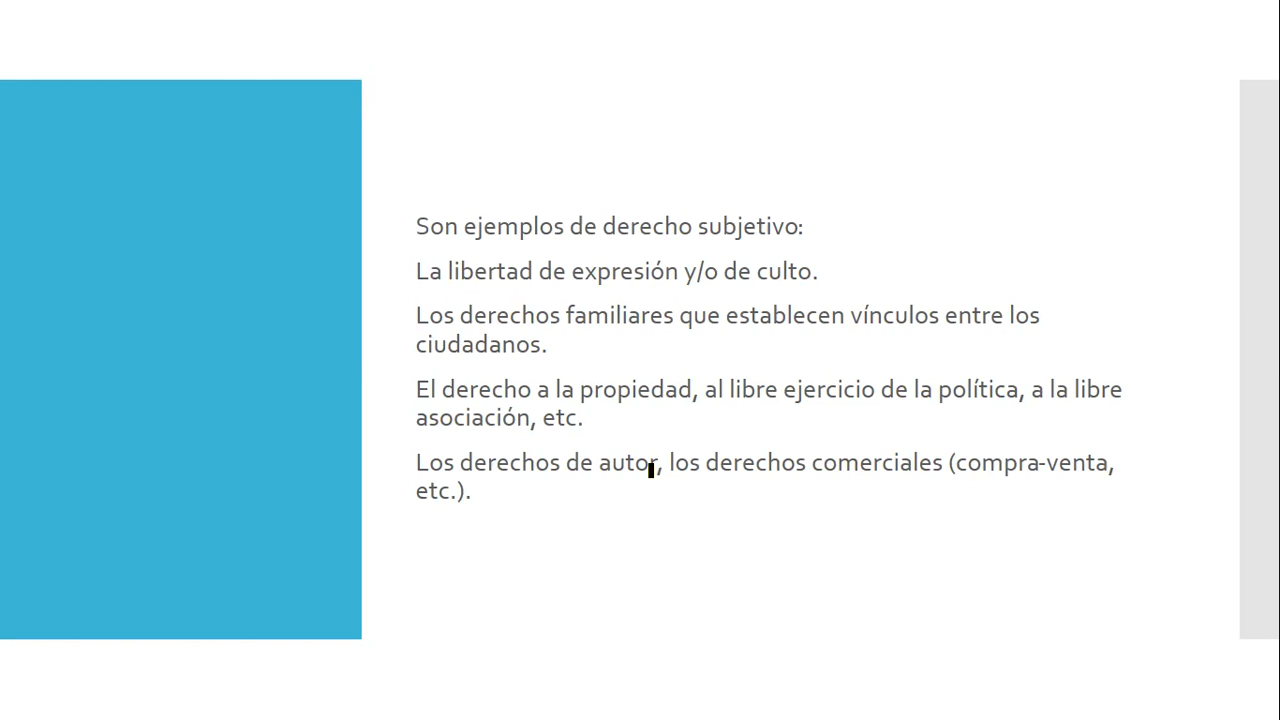 Son ejemplos de derecho subjetivo:
La libertad de expresión y/o de culto.
Los derechos familiares que establecen vínculos entre los
ciudadanos.
El derecho a la propiedad, al libre ejercicio de la política, a la libre
asociación, etc.
Los derechos de autor, los derechos comerciales (compra-venta,
etc.).